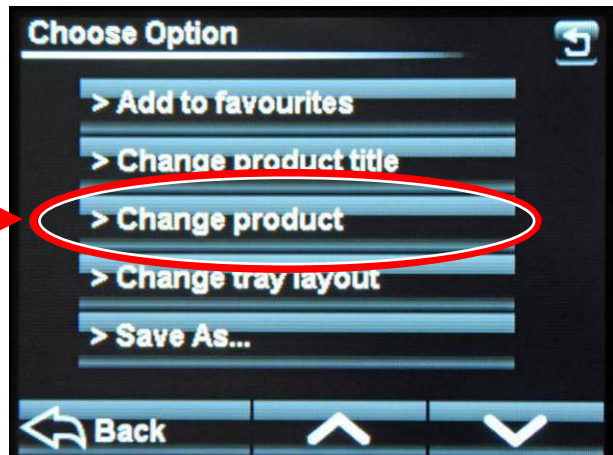 Choose Option
> Add to favourites
> Change product title
> Change product
> Change tray layout
> Save As...
Back